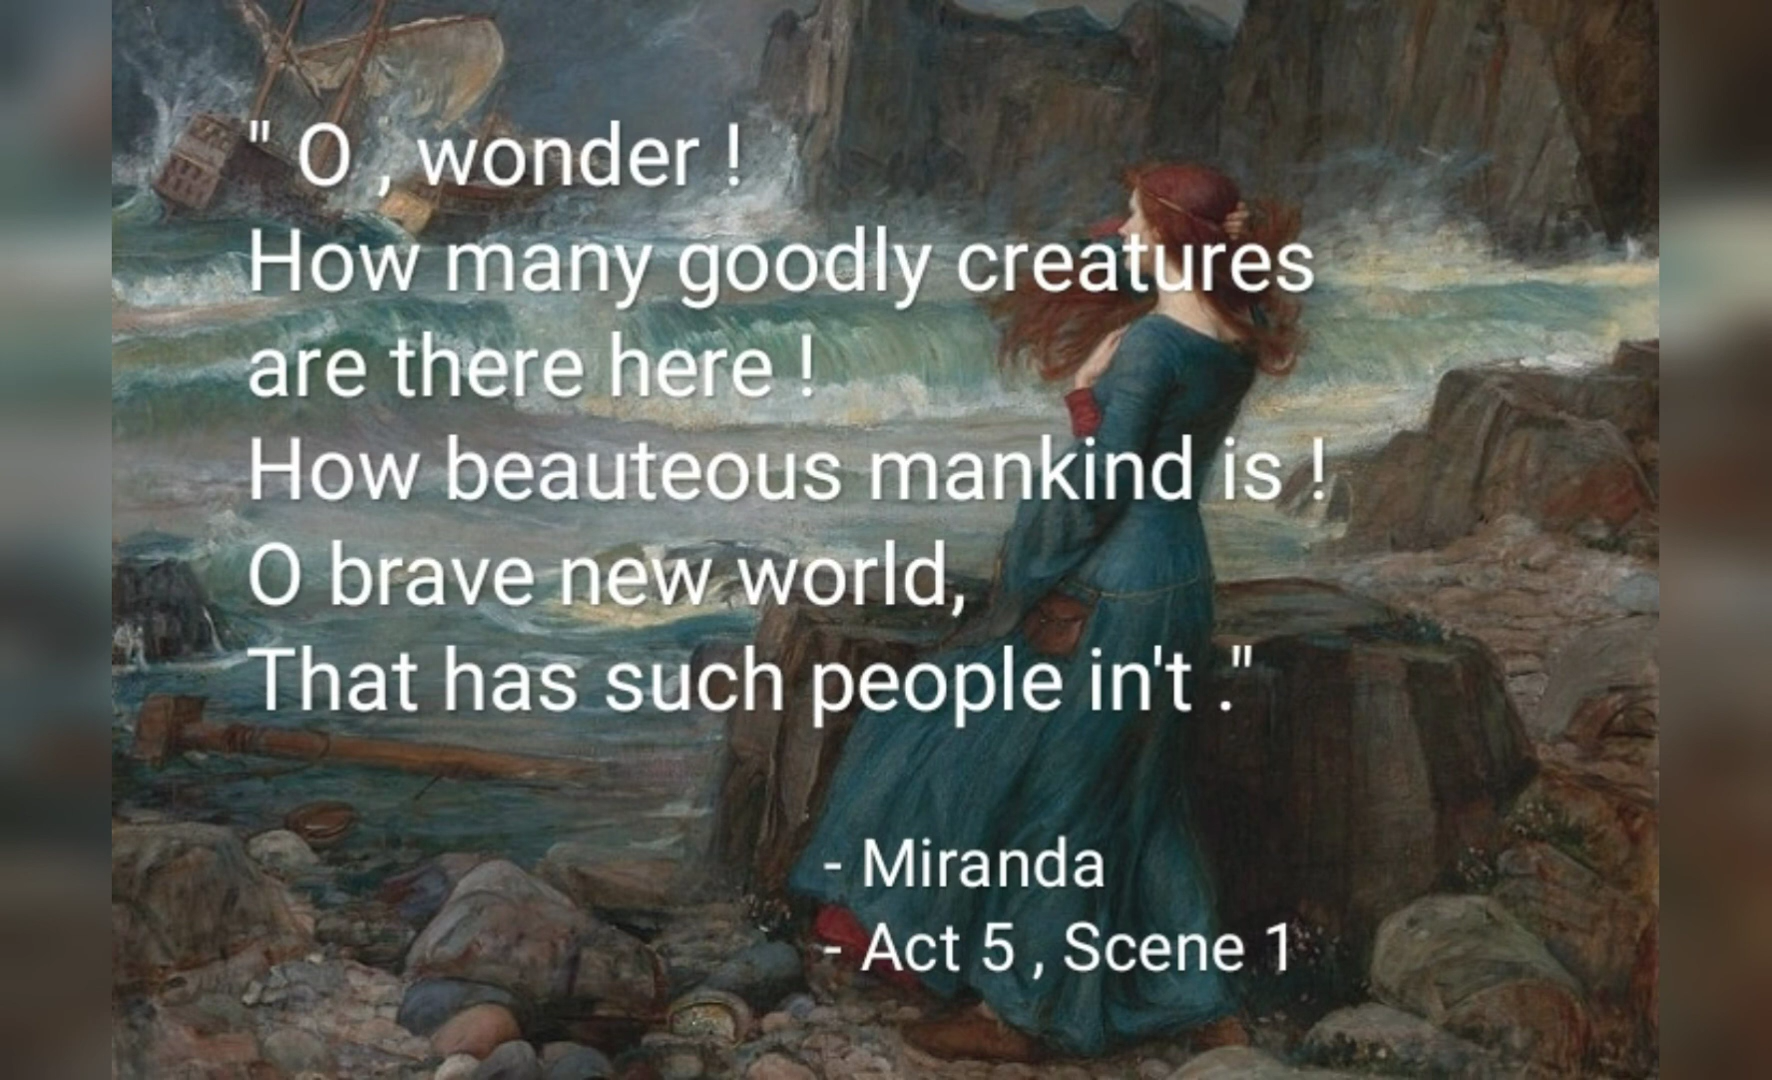 " O , wonder !
How many goodly creatures
are there here !
How beauteous mankind is !
O brave new world,
That has such people in't ."
- Miranda
- Act 5 , Scene 1